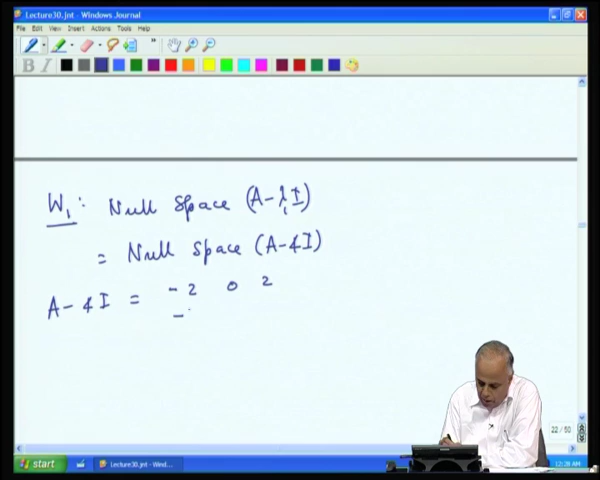 Lecture30.jnt - Windows Journal
File Edit View Insert Actions Tools Help
B I
W₁ : Null Space (A-λ₁I)
= Null Space (A-4I)
A-4I = -2 0 2
-
22 / 50
start Lecture30.jnt - Wind... 12:28 AM